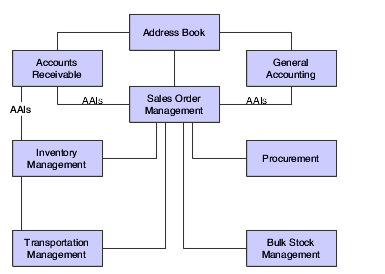 Address Book
Accounts
Receivable
General
Accounting
AAIs
AAIs
AAIs
Sales Order
Management
Inventory
Management
Procurement
Transportation
Management
Bulk Stock
Management